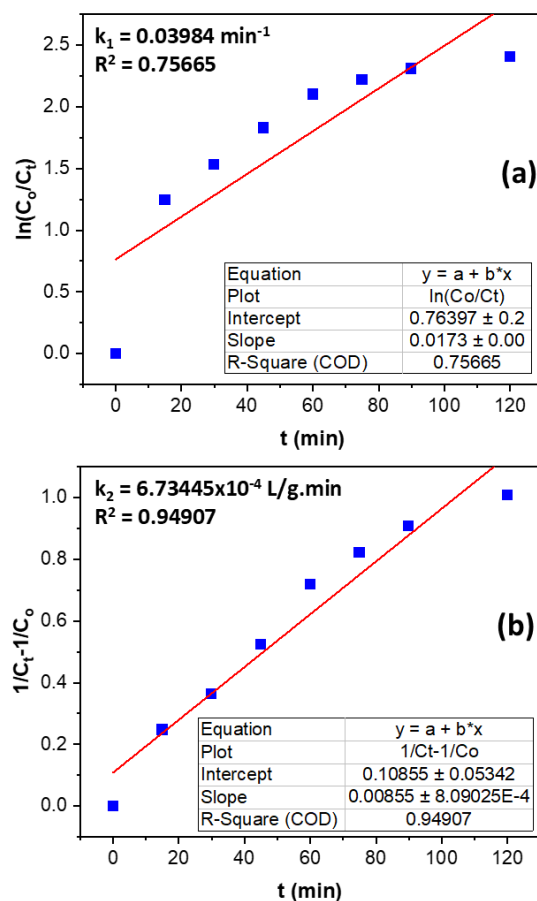 k₁ = 0.03984 min⁻¹
R² = 0.75665
2.5
2.0
1.5
1.0
0.5
0.0
ln(Cₒ/Cₜ)
(a)
Equation y = a + b*x
Plot ln(Co/Ct)
Intercept 0.76397 ± 0.2
Slope 0.0173 ± 0.00
R-Square (COD) 0.75665
0 20 40 60 80 100 120
t (min)
k₂ = 6.73445x10⁻⁴ L/g.min
R² = 0.94907
1.0
0.8
0.6
0.4
0.2
0.0
1/Cₜ-1/Cₒ
(b)
Equation y = a + b*x
Plot 1/Ct-1/Co
Intercept 0.10855 ± 0.05342
Slope 0.00855 ± 8.09025E-4
R-Square (COD) 0.94907
0 20 40 60 80 100 120
t (min)